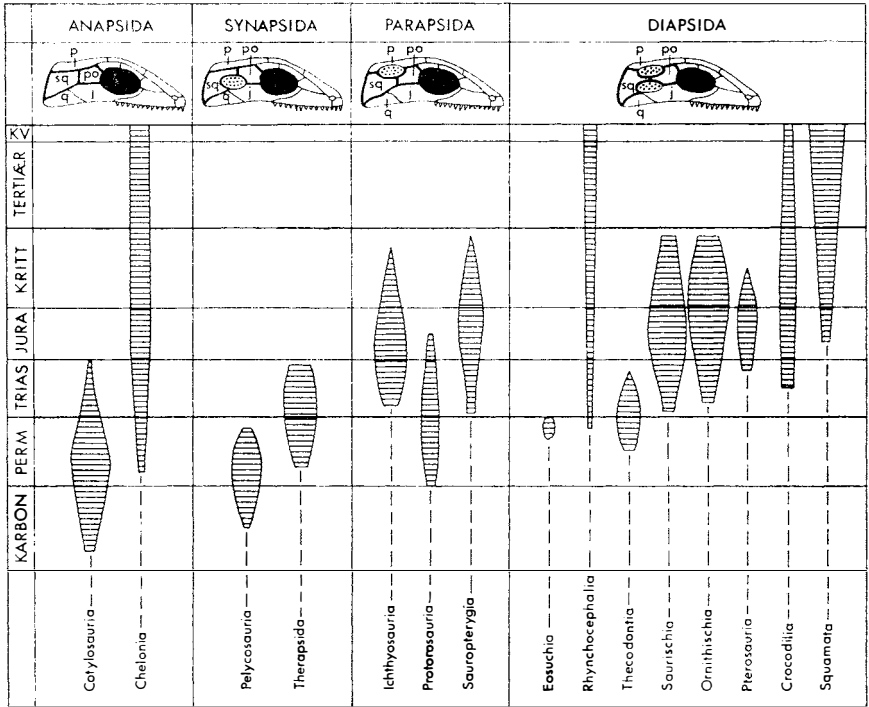 ANAPSIDA
SYNAPSIDA
PARAPSIDA
DIAPSIDA
p
sq
po
q
p
po
sq
q
p
po
sq
q
p
po
sq
q
KV
TERTIÆR
KRITT
JURA
TRIAS
PERM
KARBON
Cotylosauria
Chelonia
Pelycosauria
Therapsida
Ichthyosauria
Protorosauria
Sauropterygia
Eosuchia
Rhynchocephalia
Thecodontia
Saurischia
Ornithischia
Pterosauria
Crocodilia
Squamata